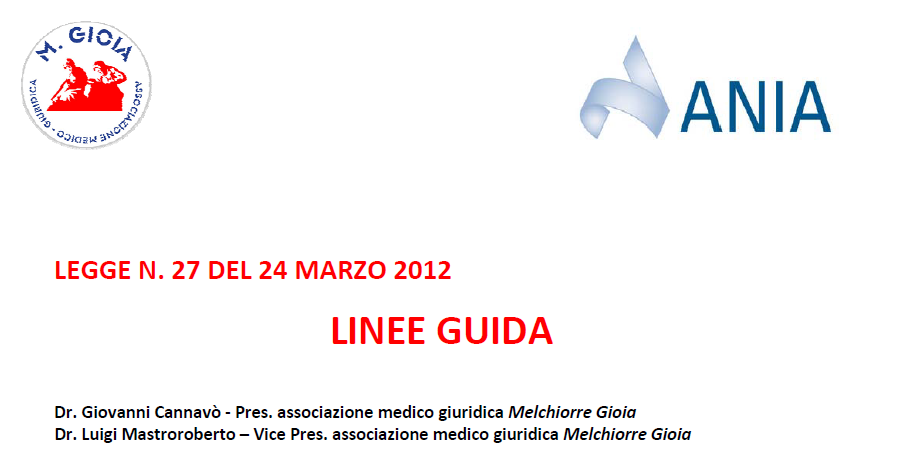 M. GIOIA
ASSOCIAZIONE MEDICO - GIURIDICA
ANIA
LEGGE N. 27 DEL 24 MARZO 2012
LINEE GUIDA
Dr. Giovanni Cannavò - Pres. associazione medico giuridica Melchiorre Gioia
Dr. Luigi Mastroroberto – Vice Pres. associazione medico giuridica Melchiorre Gioia